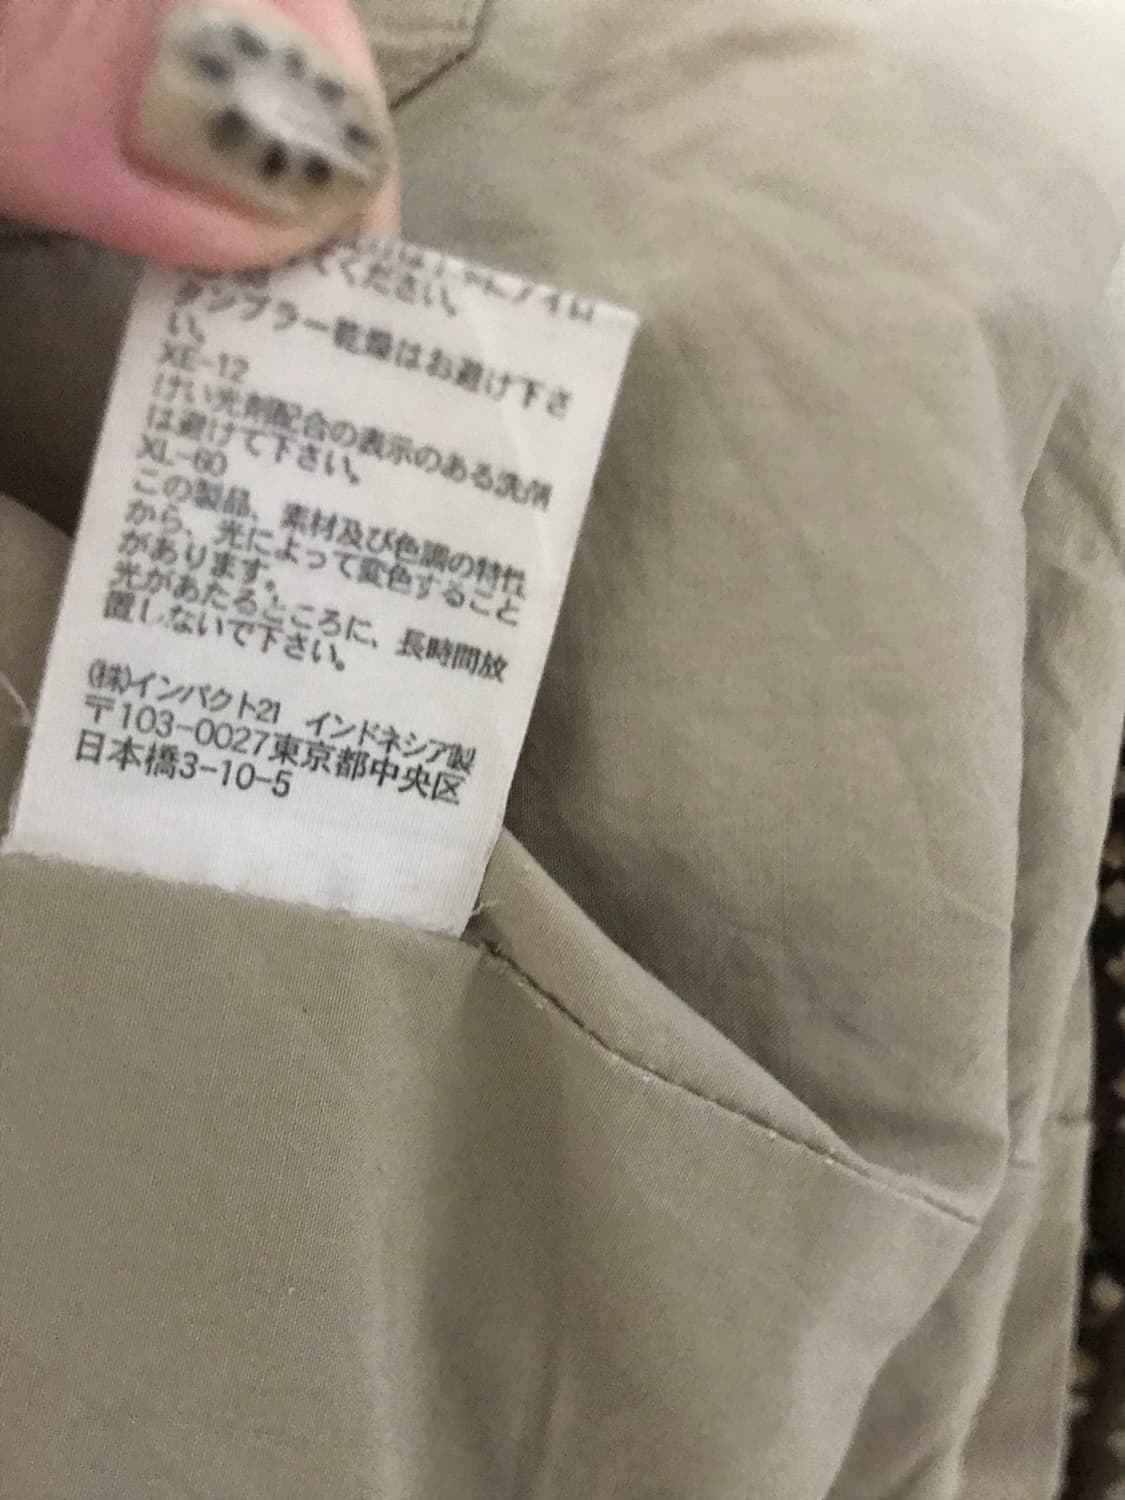 てください。
タンブラー乾燥はお避け下さ
い。
XE-12
けい光剤配合の表示のある洗剤
は避けて下さい。
XL-60
この製品、素材及び色調の特性
から、光によって変色すること
があります。
光があたるところに、長時間放
置しないで下さい。
(株)インパクト21 インドネシア製
〒103-0027東京都中央区
日本橋3-10-5